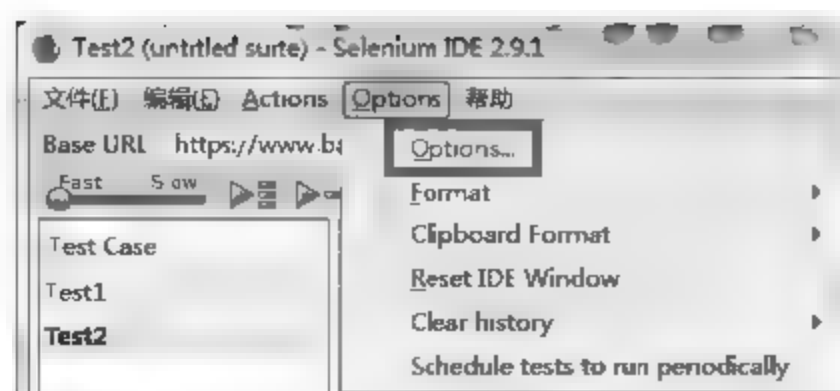 Test2 (untitled suite) - Selenium IDE 2.9.1
文件(F) 编辑(E) Actions Options 帮助
Base URL https://www.ba
Fast Slow
Options...
Format
Clipboard Format
Reset IDE Window
Clear history
Schedule tests to run periodically
Test Case
Test1
Test2